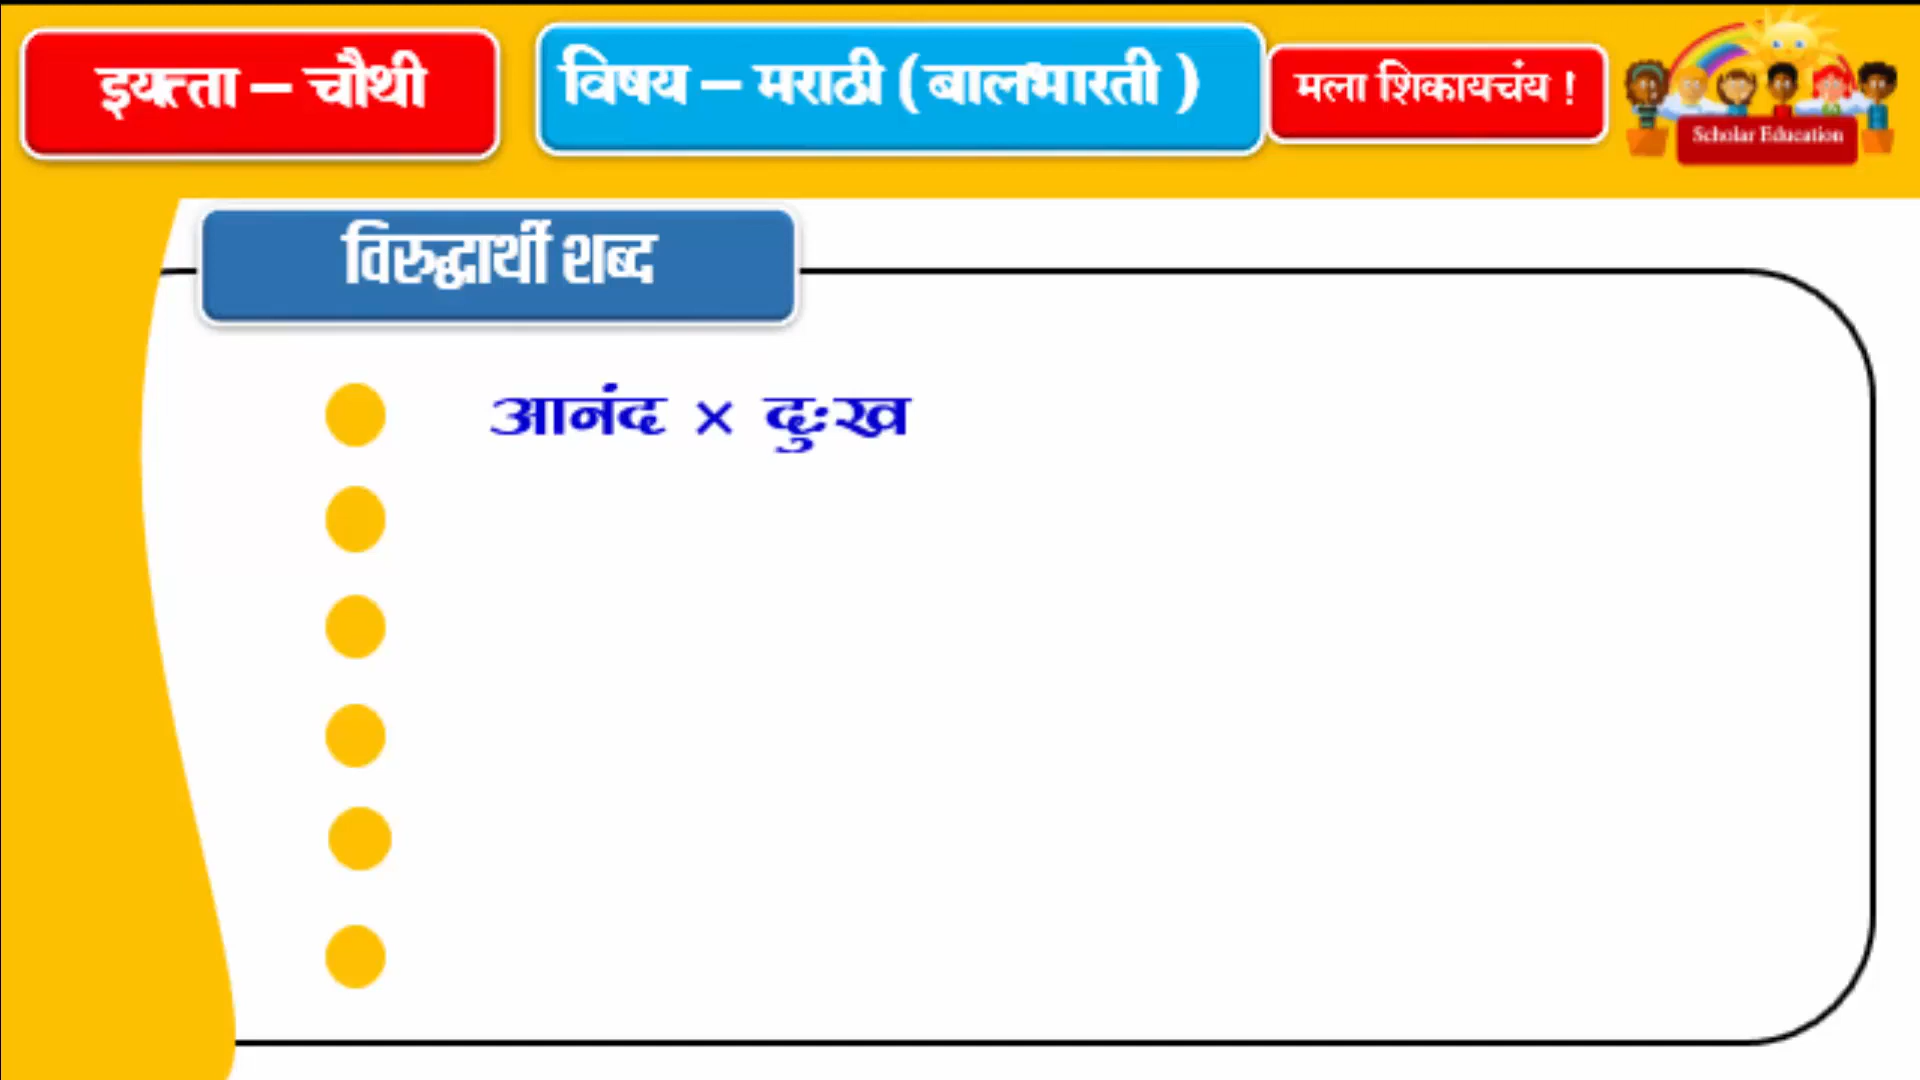 इयत्ता – चौथी
विषय – मराठी ( बालभारती )
मला शिकायचंय !
Scholar Education
विरुद्धार्थी शब्द
आनंद × दुःख